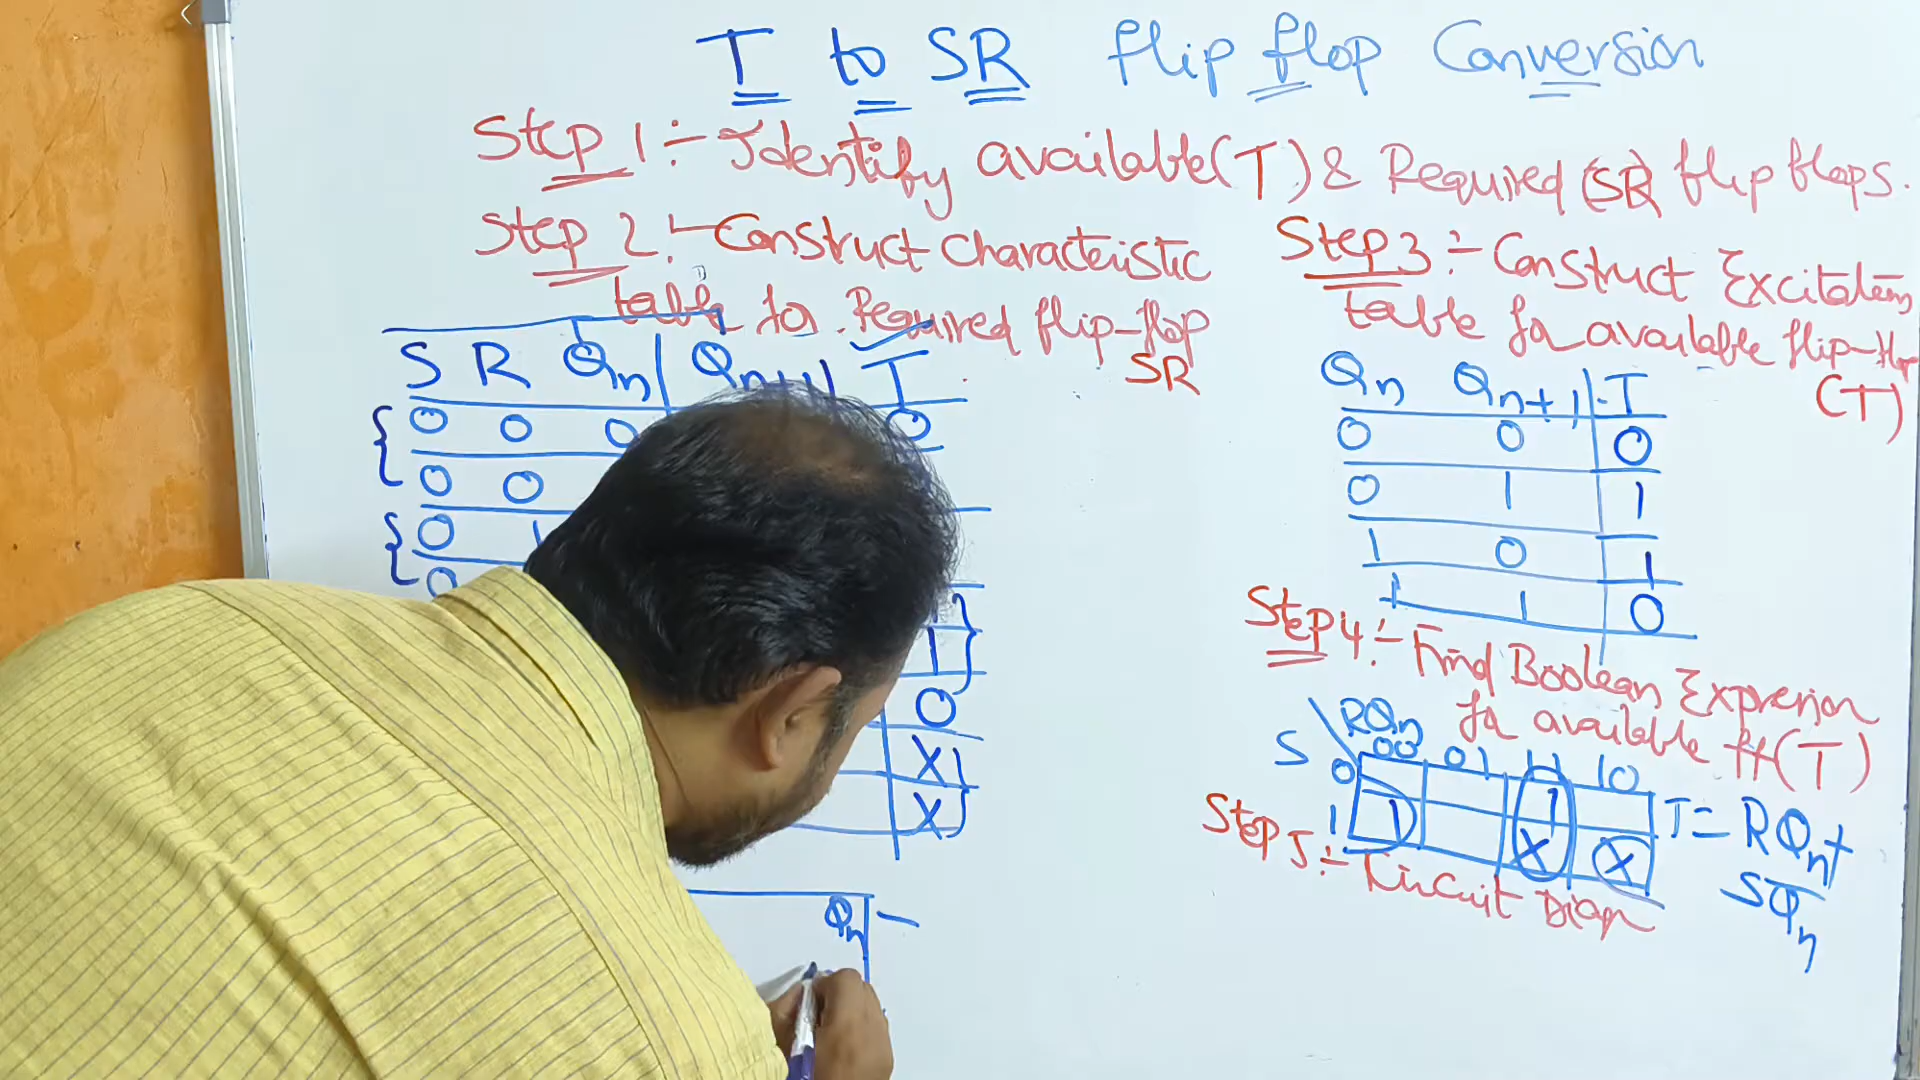 T to SR flip flop Conversion
Step 1 :- Identify available (T) & Required (SR) flip flops.
Step 2 :- Construct characteristic
table for Required flip-flop
SR
S R Qn Qn+1 T
0 0 0 0
0 0
0 1
0
1
0
X
X
Qn
Step 3 :- Construct Excitation
table for available flip-flop
(T)
Qn Qn+1 T
0 0 0
0 1 1
1 0 1
1 1 0
Step 4 :- Find Boolean Expression
for available ff (T)
S RQn
00 01 11 10
0 1
1 1 X X
T = RQn +
SQ̅n
Step 5 :- Circuit Diagr